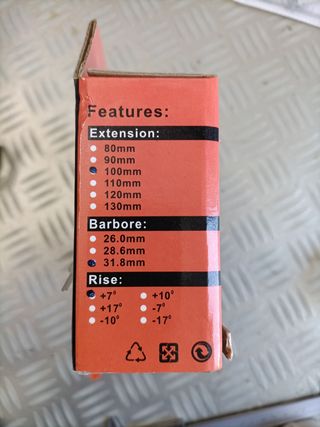 Features:
Extension:
80mm
90mm
100mm
110mm
120mm
130mm
Barbore:
26.0mm
28.6mm
31.8mm
Rise:
+7° +10°
+17° -7°
-10° -17°